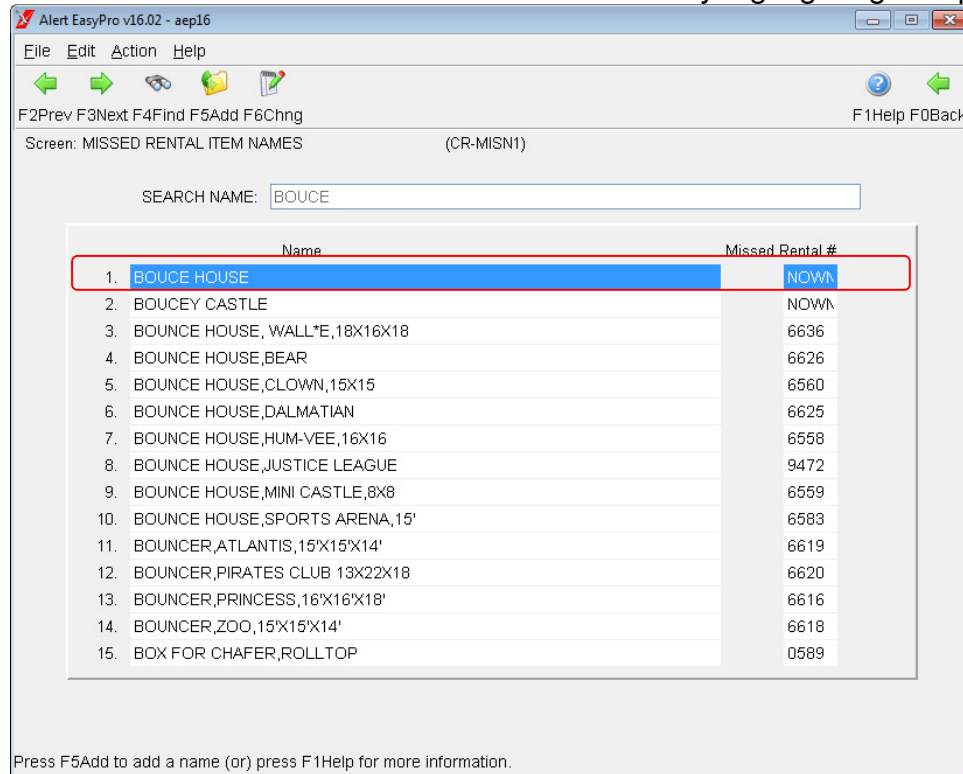 Alert EasyPro v16.02 - aep16
File Edit Action Help
F2Prev F3Next F4Find F5Add F6Chng F1Help F0Back
Screen: MISSED RENTAL ITEM NAMES (CR-MISN1)
SEARCH NAME: BOUCE
Name Missed Rental #
1. BOUCE HOUSE NOWN
2. BOUCEY CASTLE NOWN
3. BOUNCE HOUSE, WALL*E,18X16X18 6636
4. BOUNCE HOUSE,BEAR 6626
5. BOUNCE HOUSE,CLOWN,15X15 6560
6. BOUNCE HOUSE,DALMATIAN 6625
7. BOUNCE HOUSE,HUM-VEE,16X16 6558
8. BOUNCE HOUSE,JUSTICE LEAGUE 9472
9. BOUNCE HOUSE,MINI CASTLE,8X8 6559
10. BOUNCE HOUSE,SPORTS ARENA,15' 6583
11. BOUNCER,ATLANTIS,15'X15'X14' 6619
12. BOUNCER,PIRATES CLUB 13X22X18 6620
13. BOUNCER,PRINCESS,16'X16'X18' 6616
14. BOUNCER,ZOO,15'X15'X14' 6618
15. BOX FOR CHAFER,ROLLTOP 0589
Press F5Add to add a name (or) press F1Help for more information.